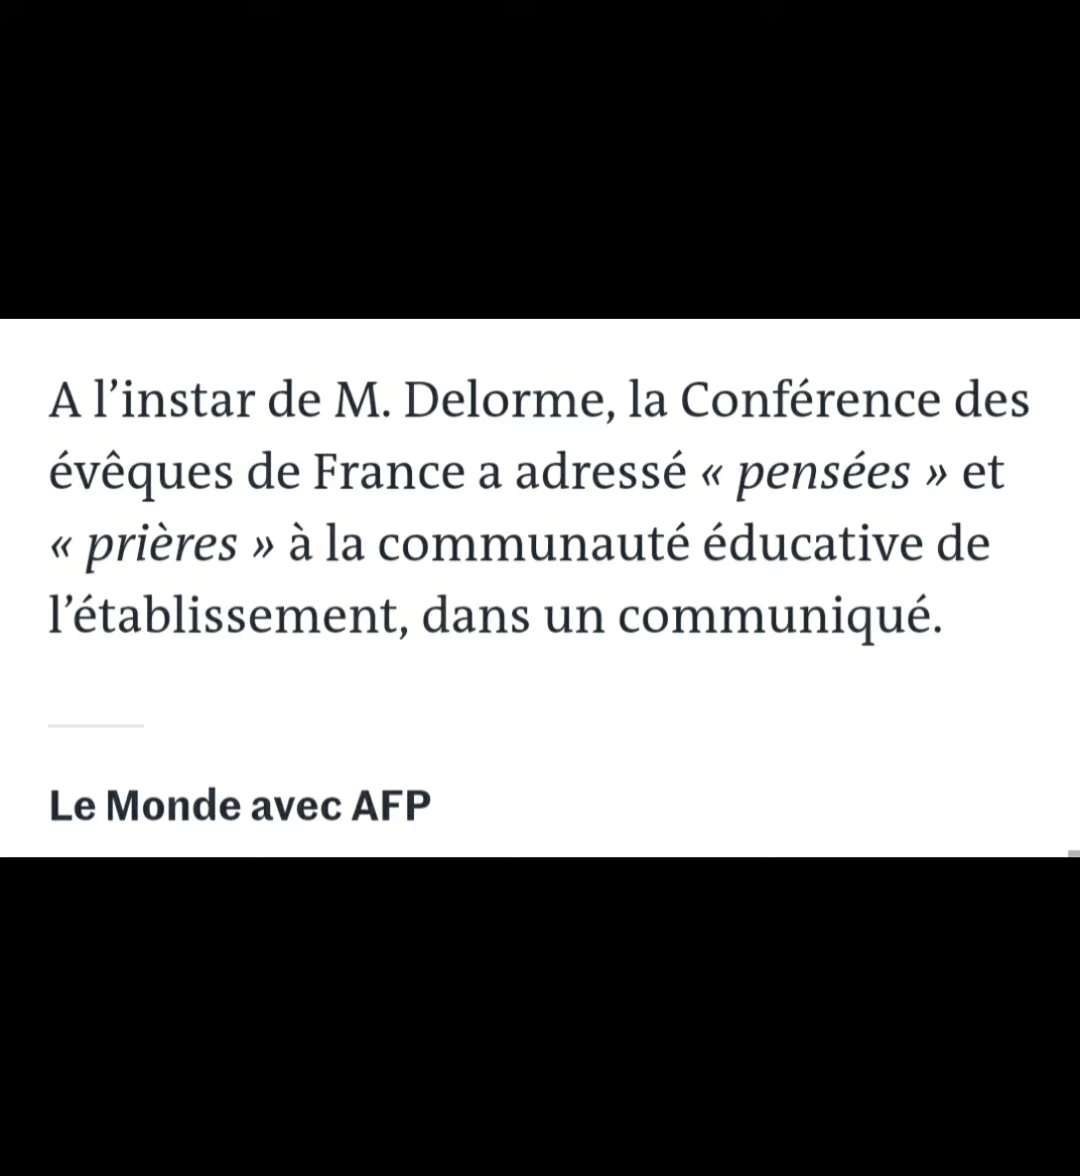 A l’instar de M. Delorme, la Conférence des
évêques de France a adressé « pensées » et
« prières » à la communauté éducative de
l’établissement, dans un communiqué.
Le Monde avec AFP